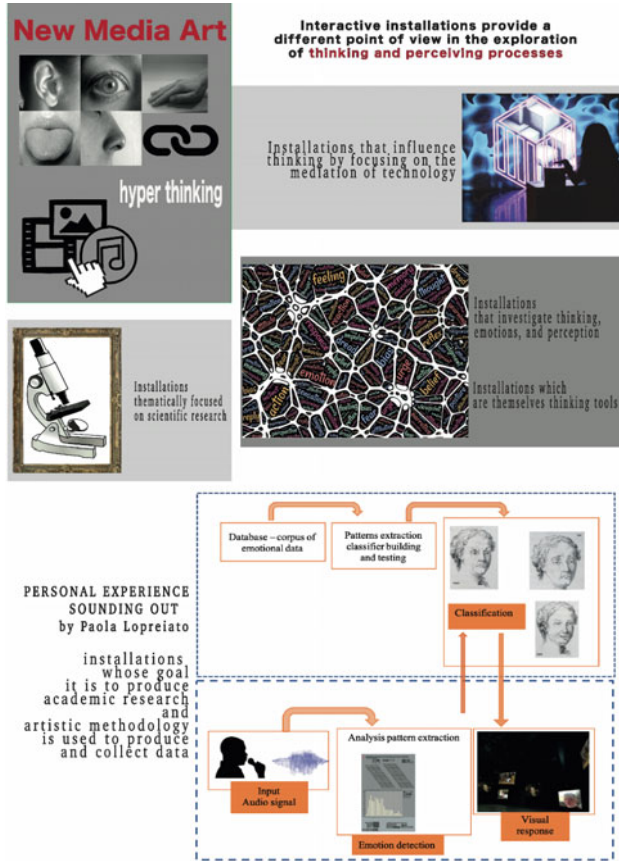 New Media Art
hyper thinking
Interactive installations provide a
different point of view in the exploration
of thinking and perceiving processes
Installations that influence
thinking by focusing on the
mediation of technology
feeling
thought
emotion
action
urge
belief
reflex
dread
Installations
that investigate thinking,
emotions, and perception
Installations which
are themselves thinking tools
Installations
thematically focused
on scientific research
PERSONAL EXPERIENCE
SOUNDING OUT
by Paola Lopreiato
installations
whose goal
it is to produce
academic research
and
artistic methodology
is used to produce
and collect data
Database – corpus of
emotional data
Patterns extraction
classifier building
and testing
Classification
Input
Audio signal
Analysis pattern extraction
Emotion detection
Visual
response